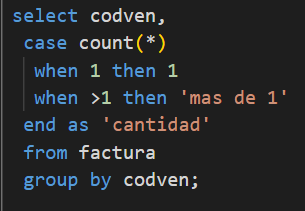 select codven,
case count(*)
when 1 then 1
when >1 then 'mas de 1'
end as 'cantidad'
from factura
group by codven;